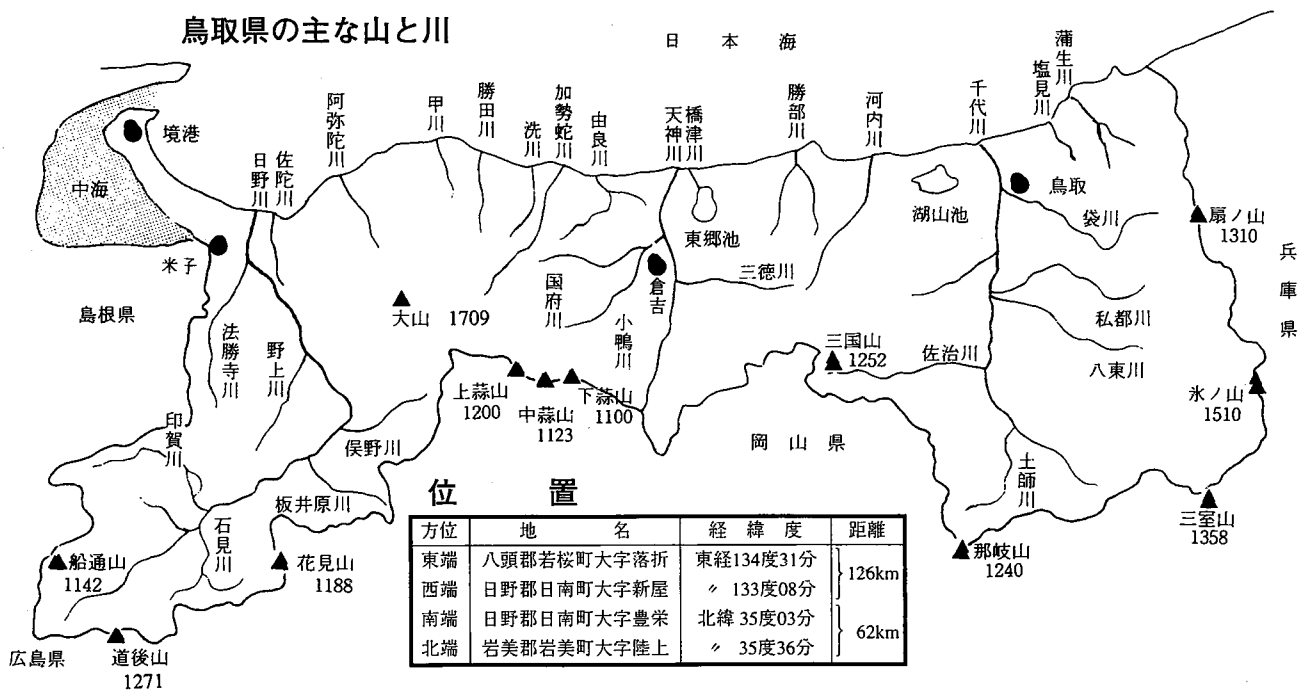 鳥取県の主な山と川
日本海
蒲生川
塩見川
千代川
河内川
勝部川
橋津川
天神川
由良川
加勢蛇川
洗川
勝田川
甲川
阿弥陀川
佐陀川
日野川
境港
中海
米子
島根県
法勝寺川
野上川
大山 1709
国府川
小鴨川
倉吉
東郷池
三徳川
湖山池
鳥取
袋川
扇ノ山
1310
兵庫県
私都川
八東川
佐治川
三国山
1252
氷ノ山
1510
上蒜山
1200
中蒜山
1123
下蒜山
1100
岡山県
印賀川
俣野川
板井原川
石見川
船通山
1142
花見山
1188
広島県
道後山
1271
土師川
那岐山
1240
三室山
1358
位置
方位 地名 経緯度 距離
東端 八頭郡若桜町大字落折 東経134度31分
126km
西端 日野郡日南町大字新屋 〃 133度08分
南端 日野郡日南町大字豊栄 北緯 35度03分
62km
北端 岩美郡岩美町大字陸上 〃 35度36分